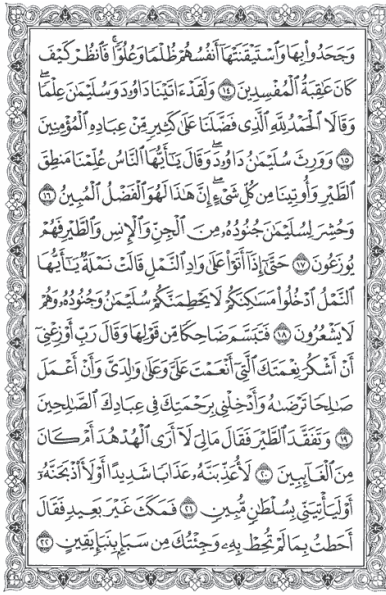 وَجَحَدُواْ بِهَا وَٱسۡتَيۡقَنَتۡهَآ أَنفُسُهُمۡ ظُلۡمٗا وَعُلُوّٗاۚ فَٱنظُرۡ كَيۡفَ
كَانَ عَٰقِبَةُ ٱلۡمُفۡسِدِينَ ١٤ وَلَقَدۡ ءَاتَيۡنَا دَاوُۥدَ وَسُلَيۡمَٰنَ عِلۡمٗاۖ
وَقَالَا ٱلۡحَمۡدُ لِلَّهِ ٱلَّذِي فَضَّلَنَا عَلَىٰ كَثِيرٖ مِّنۡ عِبَادِهِ ٱلۡمُؤۡمِنِينَ
١٥ وَوَرِثَ سُلَيۡمَٰنُ دَاوُۥدَۖ وَقَالَ يَٰٓأَيُّهَا ٱلنَّاسُ عُلِّمۡنَا مَنطِقَ
ٱلطَّيۡرِ وَأُوتِينَا مِن كُلِّ شَيۡءٍۖ إِنَّ هَٰذَا لَهُوَ ٱلۡفَضۡلُ ٱلۡمُبِينُ ١٦
وَحُشِرَ لِسُلَيۡمَٰنَ جُنُودُهُۥ مِنَ ٱلۡجِنِّ وَٱلۡإِنسِ وَٱلطَّيۡرِ فَهُمۡ
يُوزَعُونَ ١٧ حَتَّىٰٓ إِذَآ أَتَوۡاْ عَلَىٰ وَادِ ٱلنَّمۡلِ قَالَتۡ نَمۡلَةٞ يَٰٓأَيُّهَا
ٱلنَّمۡلُ ٱدۡخُلُواْ مَسَٰكِنَكُمۡ لَا يَحۡطِمَنَّكُمۡ سُلَيۡمَٰنُ وَجُنُودُهُۥ وَهُمۡ
لَا يَشۡعُرُونَ ١٨ فَتَبَسَّمَ ضَاحِكٗا مِّن قَوۡلِهَا وَقَالَ رَبِّ أَوۡزِعۡنِيٓ
أَنۡ أَشۡكُرَ نِعۡمَتَكَ ٱلَّتِيٓ أَنۡعَمۡتَ عَلَيَّ وَعَلَىٰ وَٰلِدَيَّ وَأَنۡ أَعۡمَلَ
صَٰلِحٗا تَرۡضَىٰهُ وَأَدۡخِلۡنِي بِرَحۡمَتِكَ فِي عِبَادِكَ ٱلصَّٰلِحِينَ
١٩ وَتَفَقَّدَ ٱلطَّيۡرَ فَقَالَ مَالِيَ لَآ أَرَى ٱلۡهُدۡهُدَ أَمۡ كَانَ
مِنَ ٱلۡغَآئِبِينَ ٢٠ لَأُعَذِّبَنَّهُۥ عَذَابٗا شَدِيدًا أَوۡ لَأَاْذۡبَحَنَّهُۥٓ
أَوۡ لَيَأۡتِيَنِّي بِسُلۡطَٰنٖ مُّبِينٖ ٢١ فَمَكَثَ غَيۡرَ بَعِيدٖ فَقَالَ
أَحَطتُ بِمَا لَمۡ تُحِطۡ بِهِۦ وَجِئۡتُكَ مِن سَبَإِۭ بِنَبَإٖ يَقِينٍ ٢٢